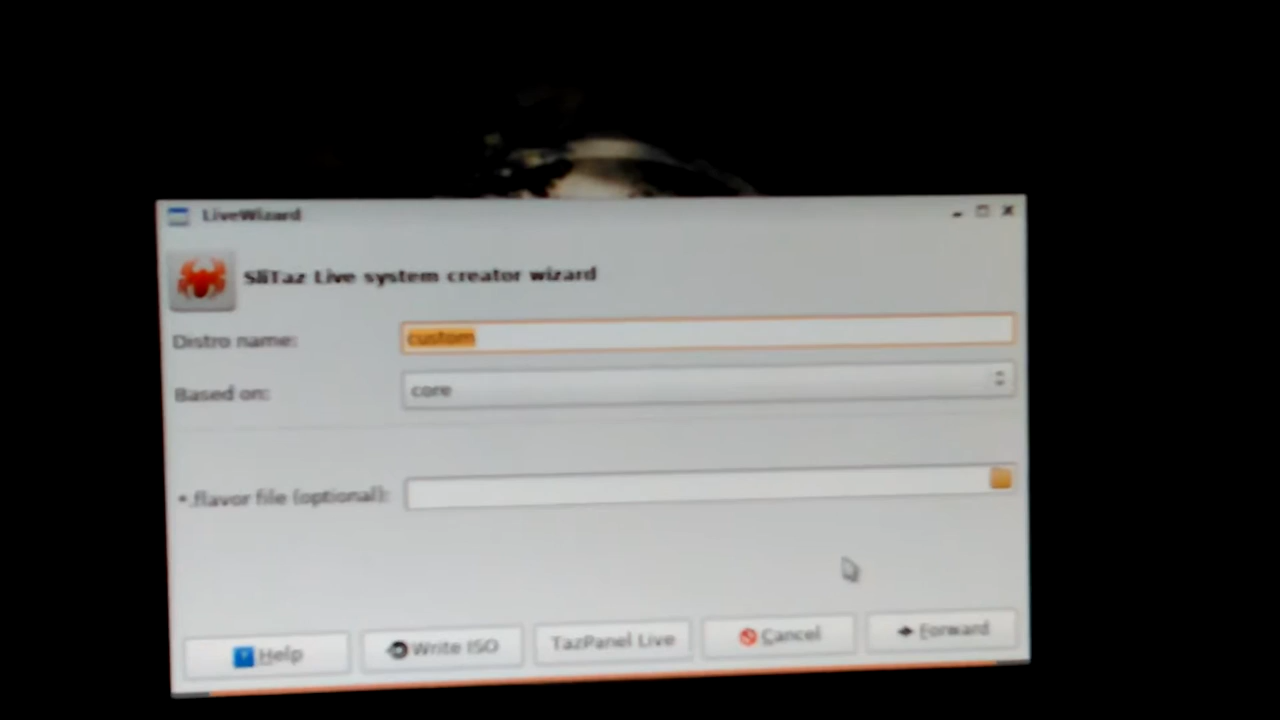 LiveWizard
SliTaz Live system creator wizard
Distro name: custom
Based on: core
*.flavor file (optional):
Help Write ISO TazPanel Live Cancel Forward